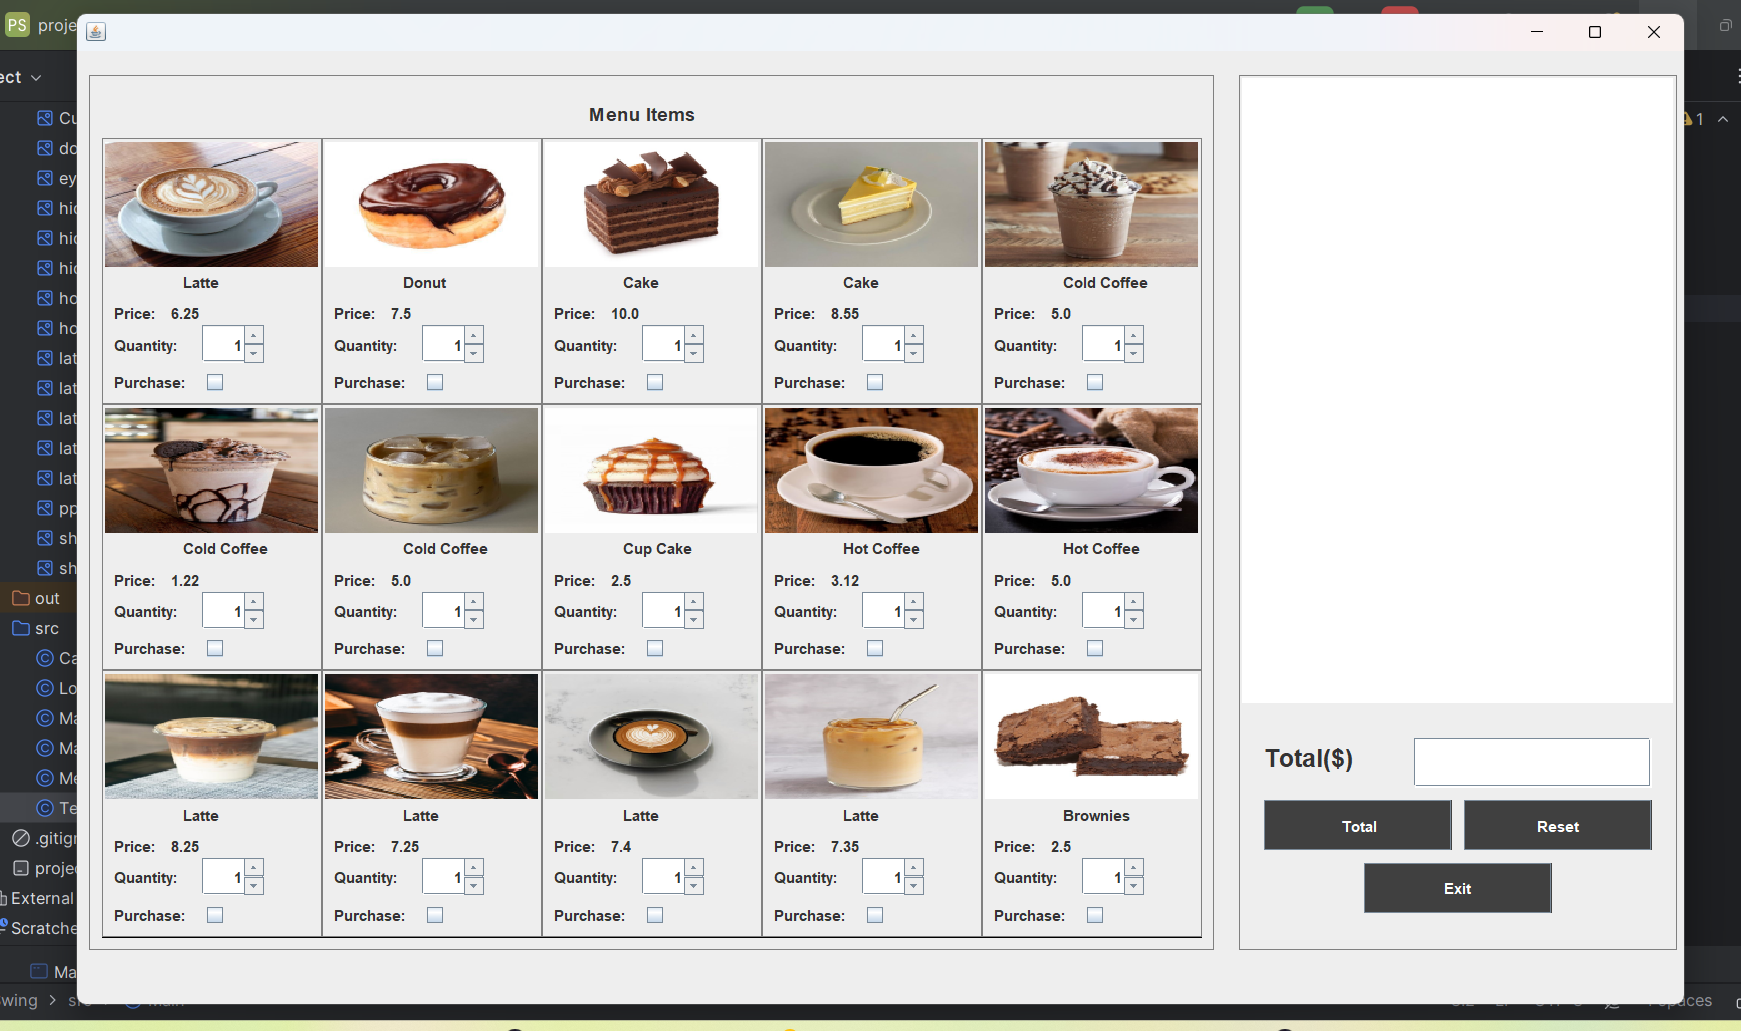 PS proje
ect
Cu
do
ey
hid
hid
hid
ho
ho
lat
lat
lat
lat
lat
pp
sh
sh
out
src
Ca
Lo
Ma
Ma
Me
Te
.gitign
projec
External
Scratche
Ma
wing > sr
1
Menu Items
Latte
Price: 6.25
Quantity: 1
Purchase:
Donut
Price: 7.5
Quantity: 1
Purchase:
Cake
Price: 10.0
Quantity: 1
Purchase:
Cake
Price: 8.55
Quantity: 1
Purchase:
Cold Coffee
Price: 5.0
Quantity: 1
Purchase:
Cold Coffee
Price: 1.22
Quantity: 1
Purchase:
Cold Coffee
Price: 5.0
Quantity: 1
Purchase:
Cup Cake
Price: 2.5
Quantity: 1
Purchase:
Hot Coffee
Price: 3.12
Quantity: 1
Purchase:
Hot Coffee
Price: 5.0
Quantity: 1
Purchase:
Latte
Price: 8.25
Quantity: 1
Purchase:
Latte
Price: 7.25
Quantity: 1
Purchase:
Latte
Price: 7.4
Quantity: 1
Purchase:
Latte
Price: 7.35
Quantity: 1
Purchase:
Brownies
Price: 2.5
Quantity: 1
Purchase:
Total($)
Total
Reset
Exit